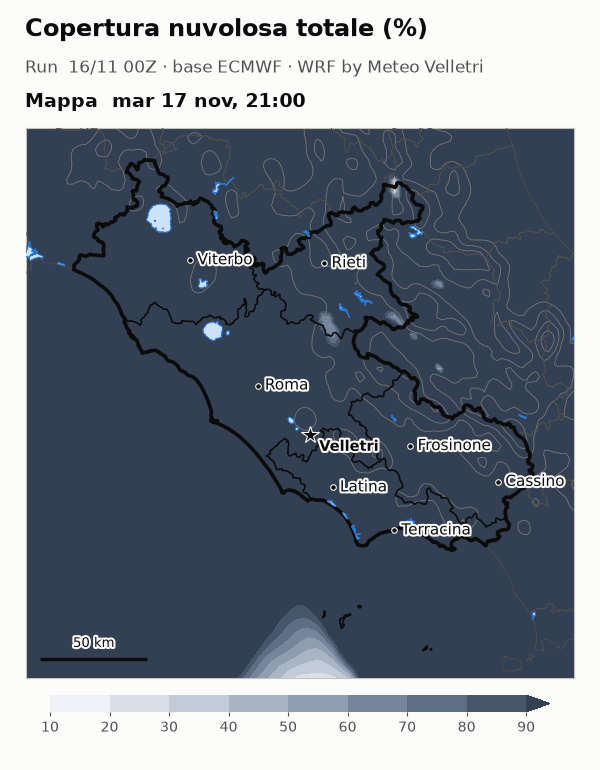 Copertura nuvolosa totale (%)
Run 16/11 00Z · base ECMWF · WRF by Meteo Velletri
Mappa mar 17 nov, 21:00
Viterbo
Rieti
Roma
Velletri
Frosinone
Cassino
Latina
Terracina
50 km
10 20 30 40 50 60 70 80 90